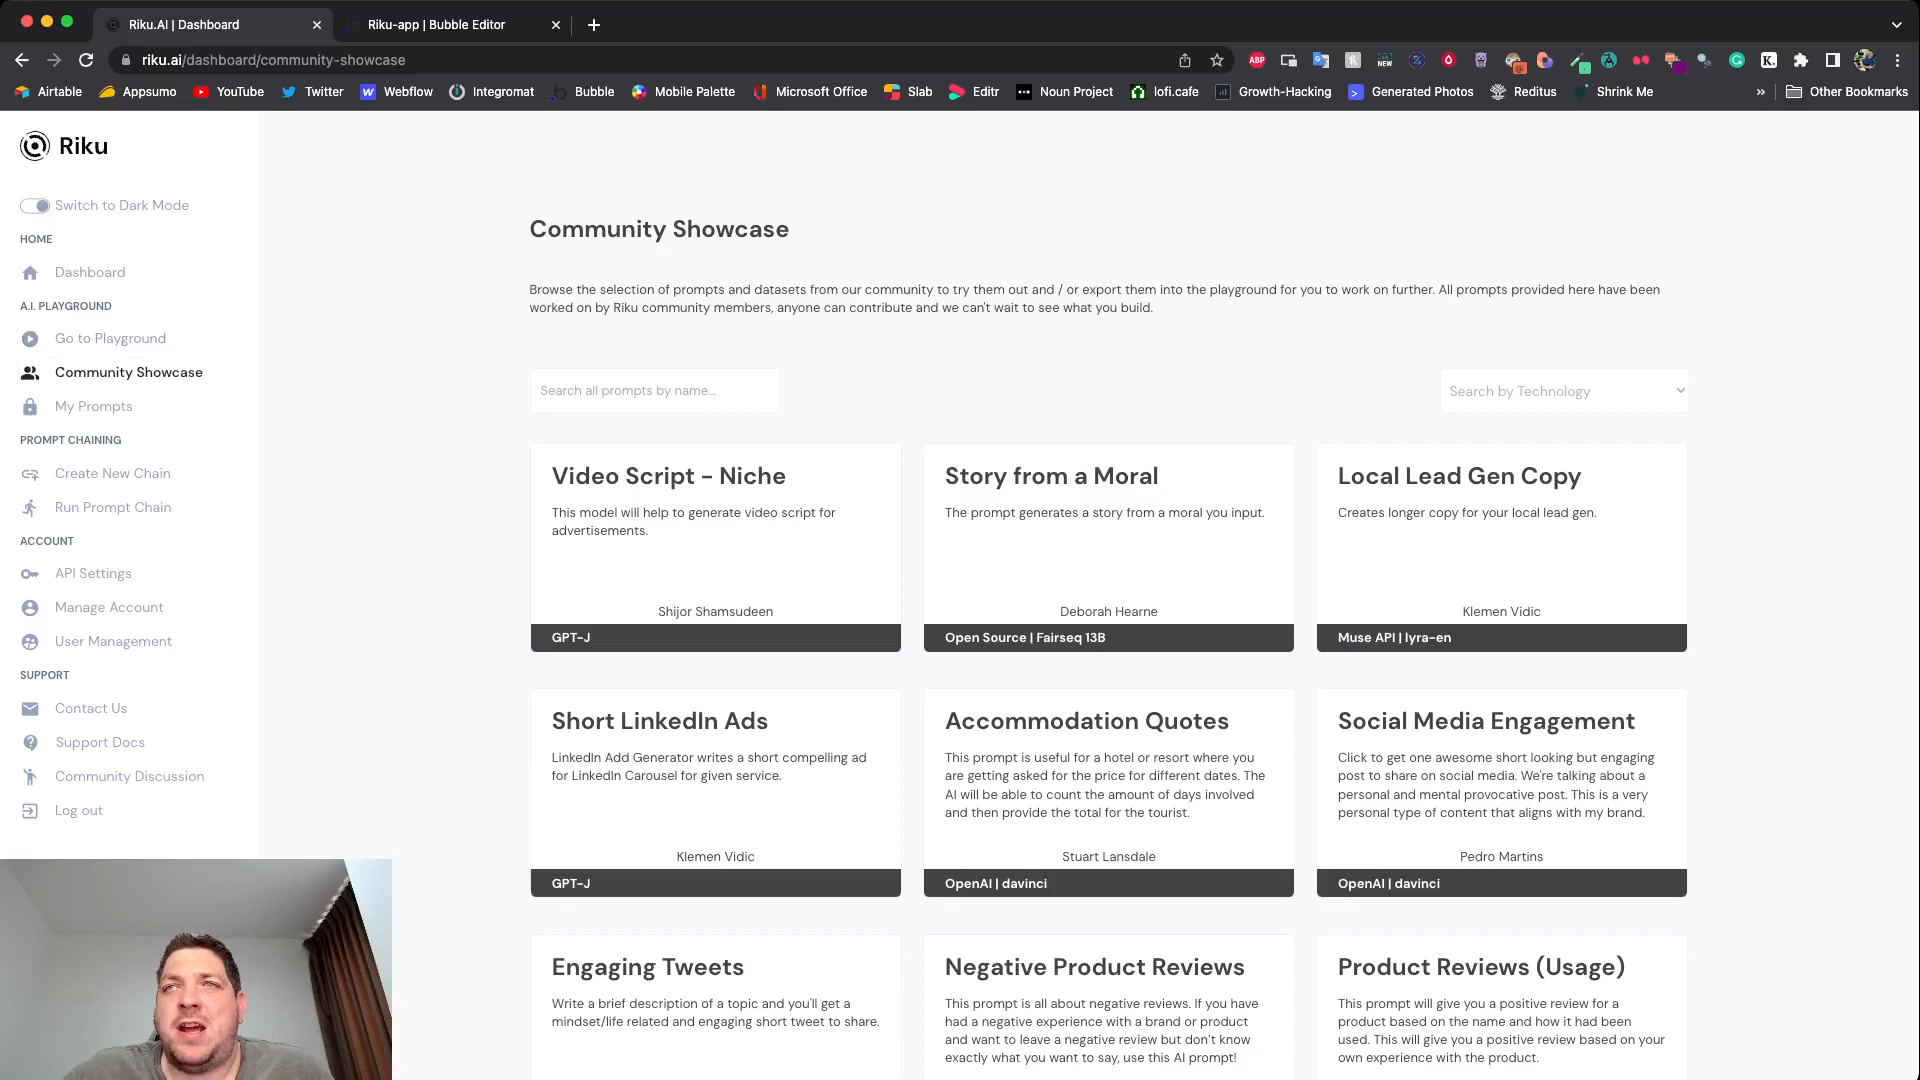 Riku.AI | Dashboard
Riku-app | Bubble Editor
riku.ai/dashboard/community-showcase
ABP
NEW
K.
Airtable
Appsumo
YouTube
Twitter
Webflow
Integromat
Bubble
Mobile Palette
Microsoft Office
Slab
Editr
Noun Project
lofi.cafe
Growth-Hacking
Generated Photos
Reditus
Shrink Me
»
Other Bookmarks
Riku
Switch to Dark Mode
HOME
Dashboard
A.I. PLAYGROUND
Go to Playground
Community Showcase
My Prompts
PROMPT CHAINING
Create New Chain
Run Prompt Chain
ACCOUNT
API Settings
Manage Account
User Management
SUPPORT
Contact Us
Support Docs
Community Discussion
Log out
Community Showcase
Browse the selection of prompts and datasets from our community to try them out and / or export them into the playground for you to work on further. All prompts provided here have been
worked on by Riku community members, anyone can contribute and we can't wait to see what you build.
Search all prompts by name...
Search by Technology
Video Script - Niche
This model will help to generate video script for
advertisements.
Shijor Shamsudeen
GPT-J
Story from a Moral
The prompt generates a story from a moral you input.
Deborah Hearne
Open Source | Fairseq 13B
Local Lead Gen Copy
Creates longer copy for your local lead gen.
Klemen Vidic
Muse API | lyra-en
Short LinkedIn Ads
LinkedIn Add Generator writes a short compelling ad
for LinkedIn Carousel for given service.
Klemen Vidic
GPT-J
Accommodation Quotes
This prompt is useful for a hotel or resort where you
are getting asked for the price for different dates. The
AI will be able to count the amount of days involved
and then provide the total for the tourist.
Stuart Lansdale
OpenAI | davinci
Social Media Engagement
Click to get one awesome short looking but engaging
post to share on social media. We're talking about a
personal and mental provocative post. This is a very
personal type of content that aligns with my brand.
Pedro Martins
OpenAI | davinci
Engaging Tweets
Write a brief description of a topic and you'll get a
mindset/life related and engaging short tweet to share.
Negative Product Reviews
This prompt is all about negative reviews. If you have
had a negative experience with a brand or product
and want to leave a negative review but don't know
exactly what you want to say, use this AI prompt!
Product Reviews (Usage)
This prompt will give you a positive review for a
product based on the name and how it had been
used. This will give you a positive review based on your
own experience with the product.